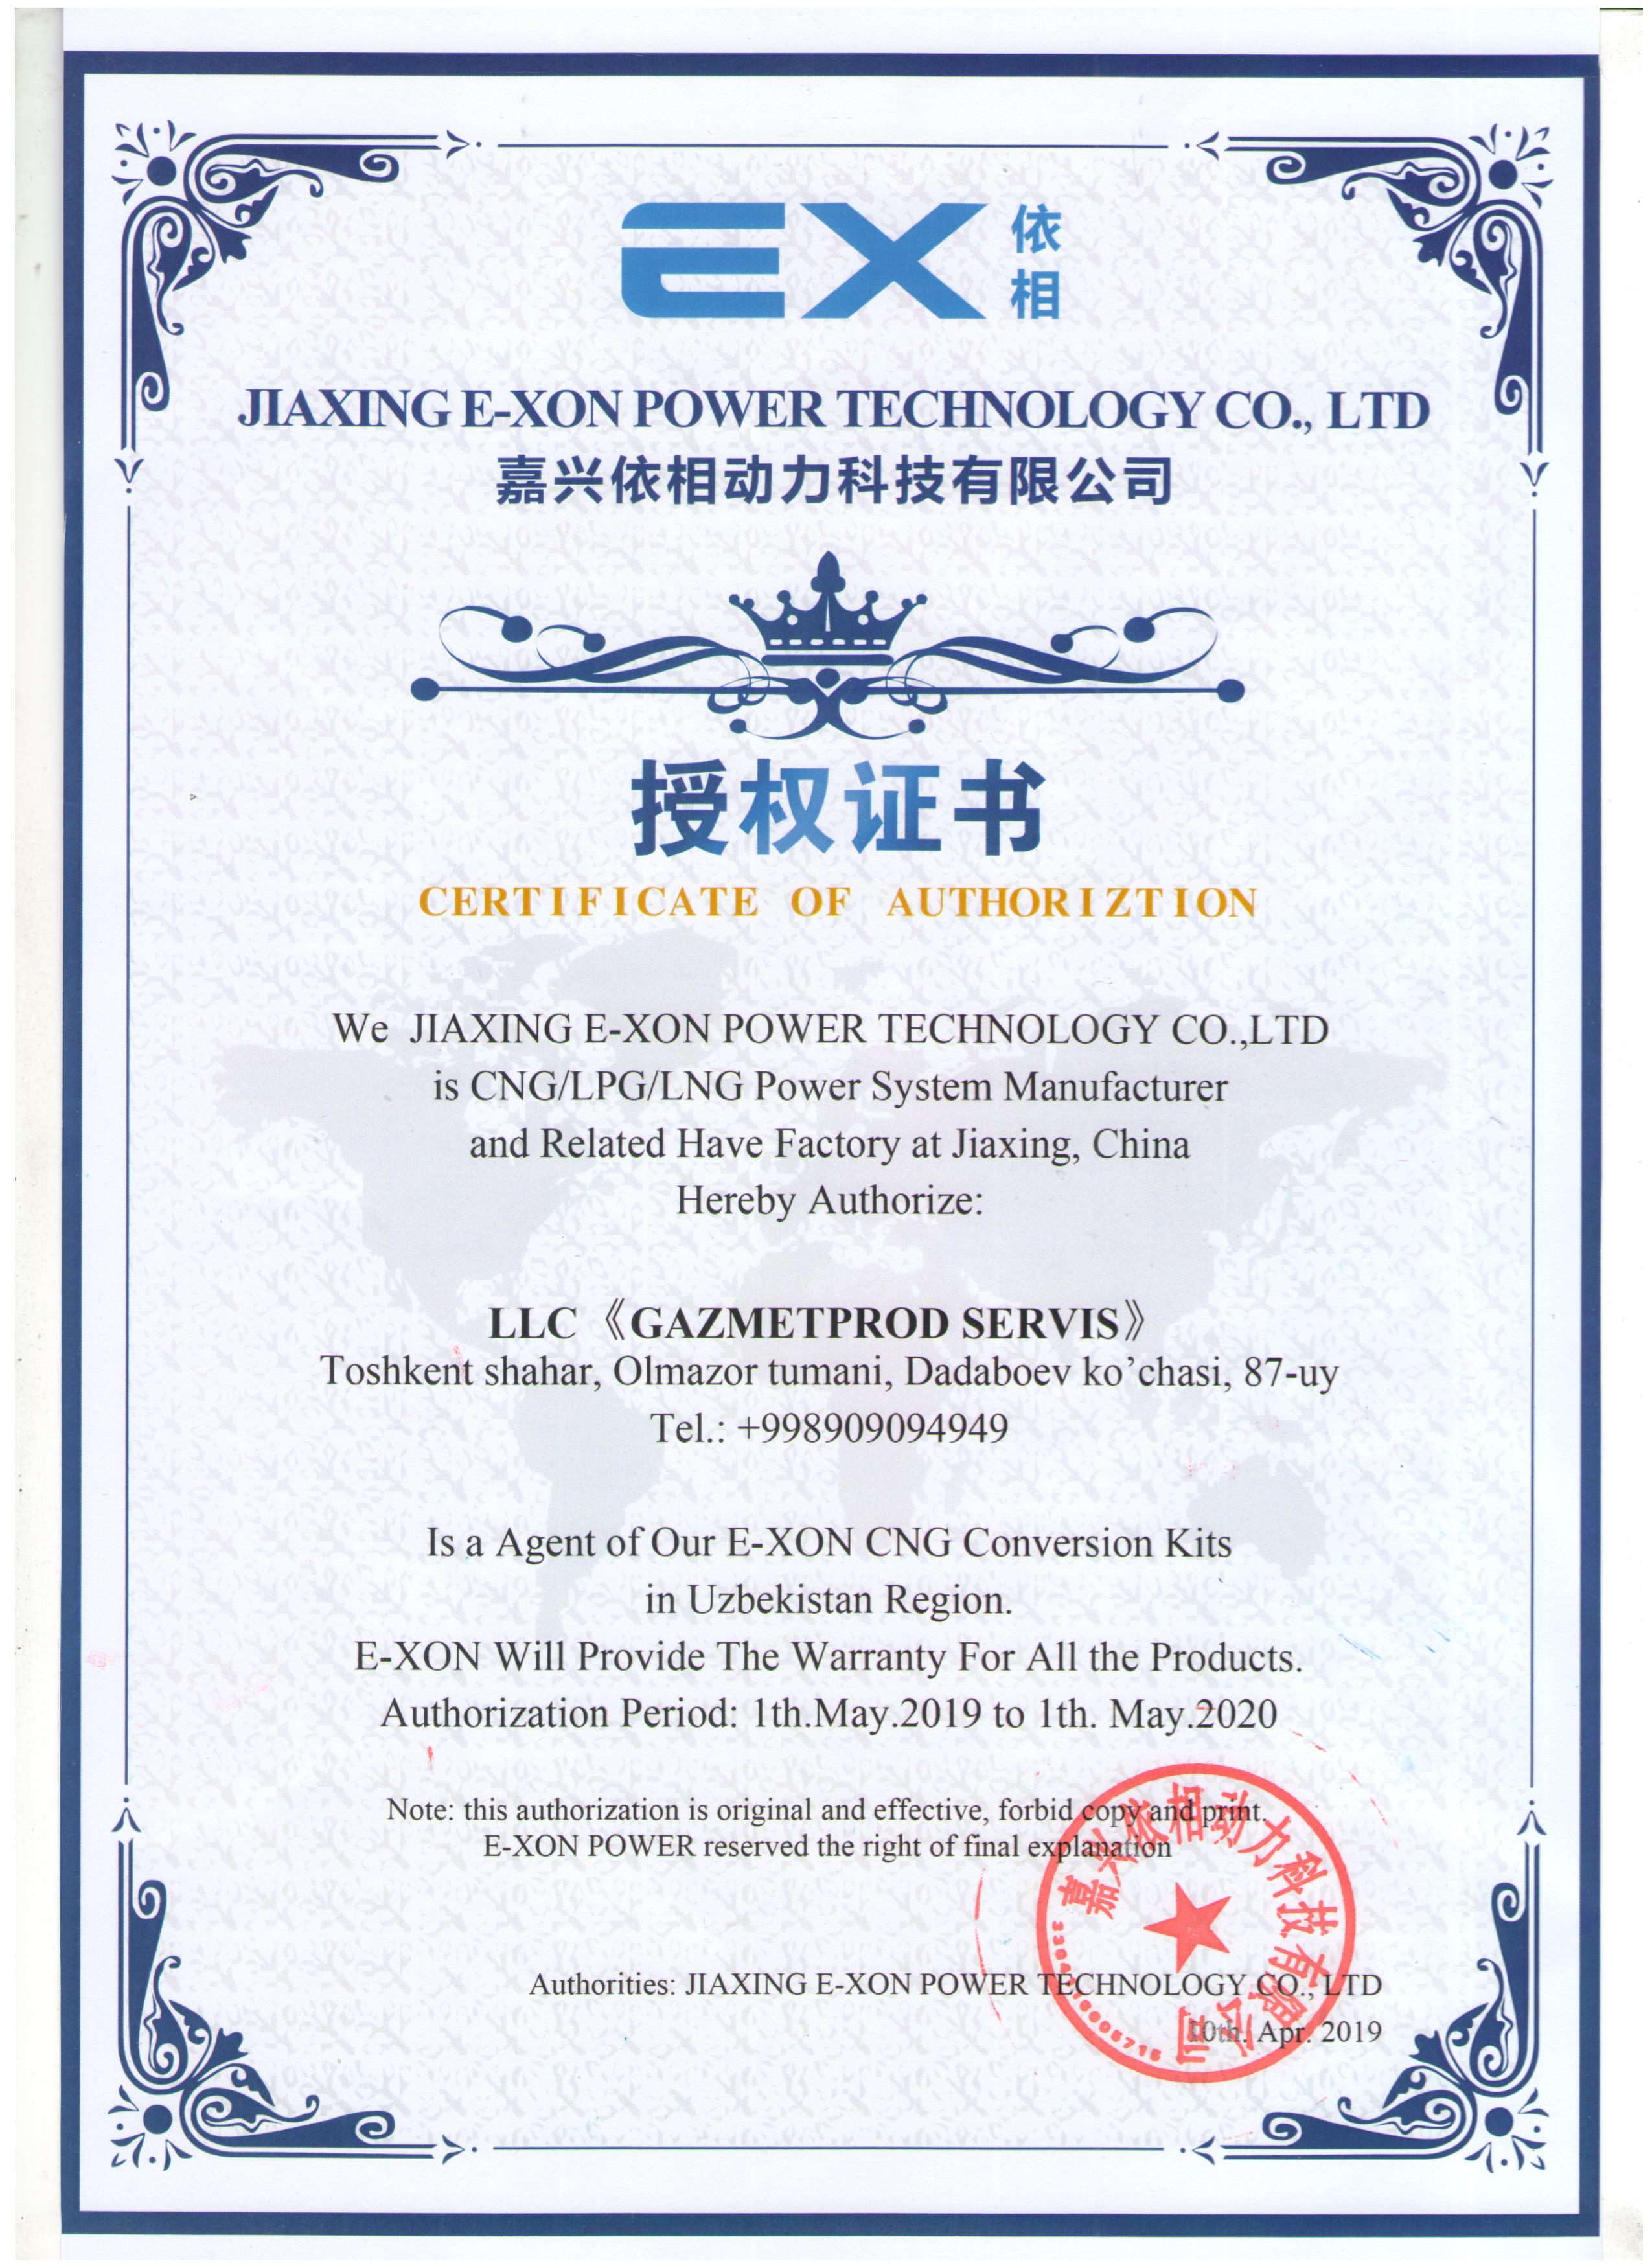 EX 依相
JIAXING E-XON POWER TECHNOLOGY CO., LTD
嘉兴依相动力科技有限公司
授权证书
CERTIFICATE OF AUTHORIZTION
We JIAXING E-XON POWER TECHNOLOGY CO.,LTD
is CNG/LPG/LNG Power System Manufacturer
and Related Have Factory at Jiaxing, China
Hereby Authorize:
LLC 《GAZMETPROD SERVIS》
Toshkent shahar, Olmazor tumani, Dadaboev ko’chasi, 87-uy
Tel.: +998909094949
Is a Agent of Our E-XON CNG Conversion Kits
in Uzbekistan Region.
E-XON Will Provide The Warranty For All the Products.
Authorization Period: 1th.May.2019 to 1th. May.2020
Note: this authorization is original and effective, forbid copy and print.
E-XON POWER reserved the right of final explanation
嘉兴依相动力科技有限公司
Authorities: JIAXING E-XON POWER TECHNOLOGY CO., LTD
10th. Apr. 2019